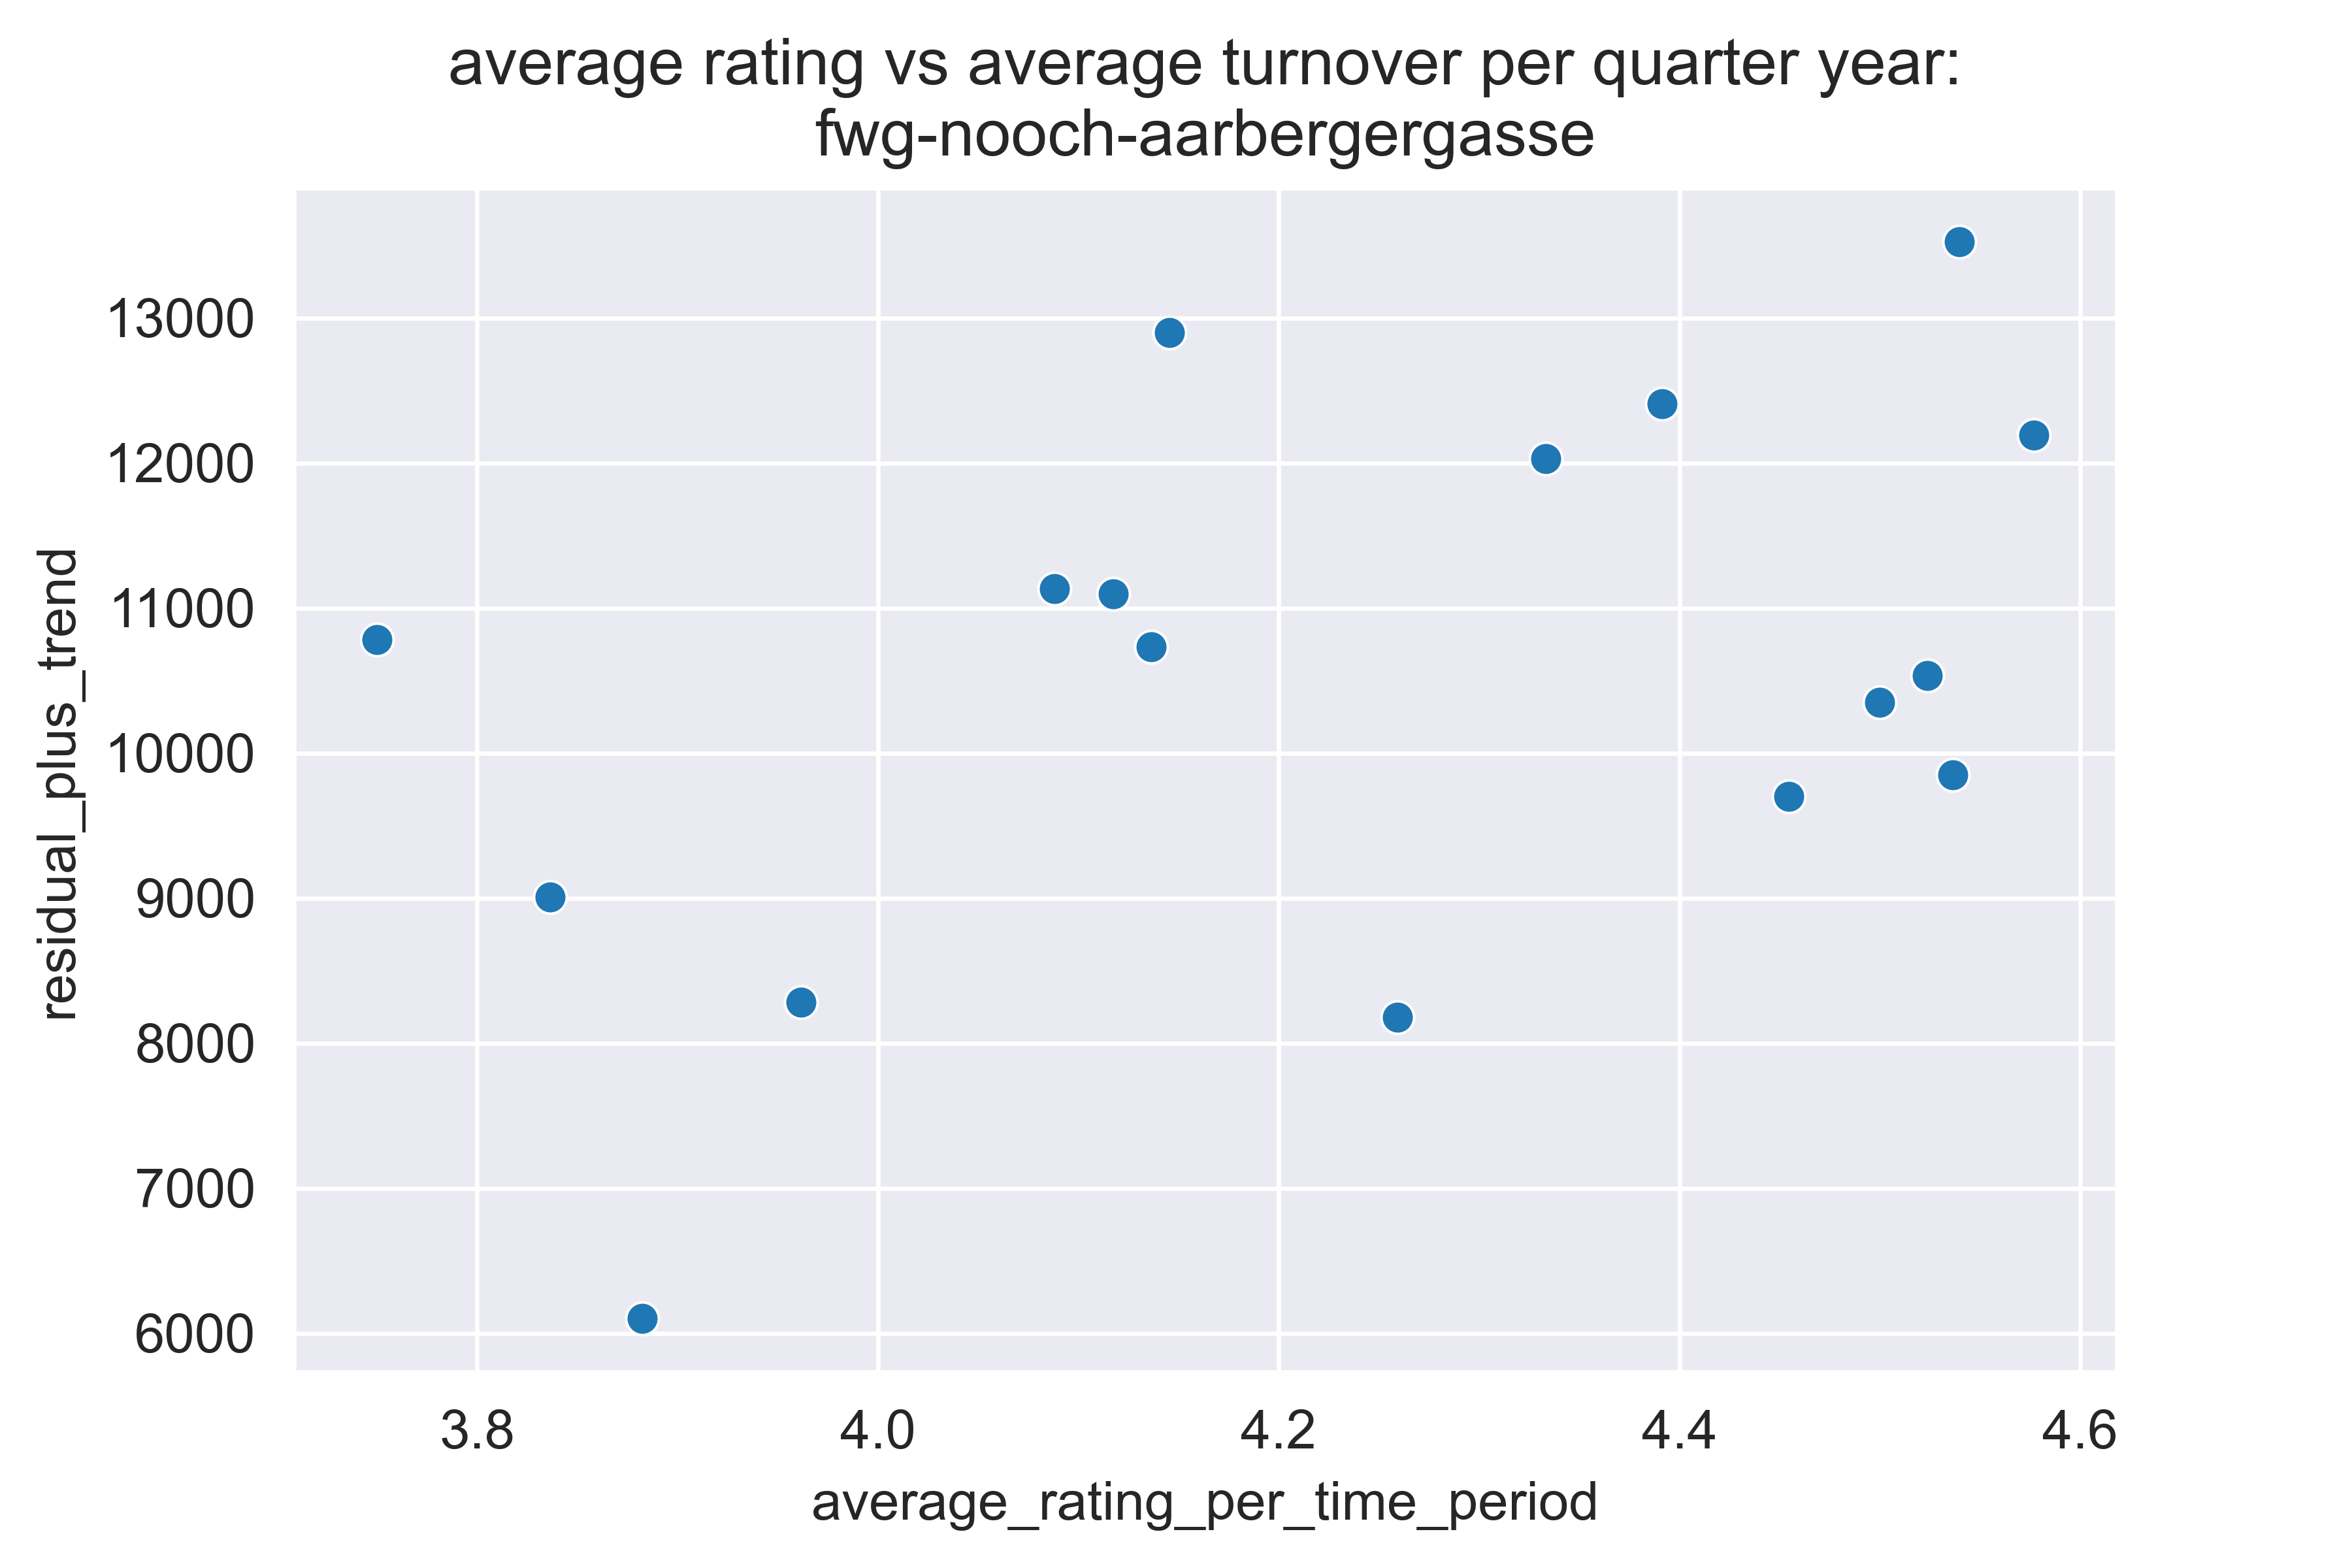 average rating vs average turnover per quarter year:
fwg-nooch-aarbergergasse
residual_plus_trend
13000
12000
11000
10000
9000
8000
7000
6000
3.8 4.0 4.2 4.4 4.6
average_rating_per_time_period